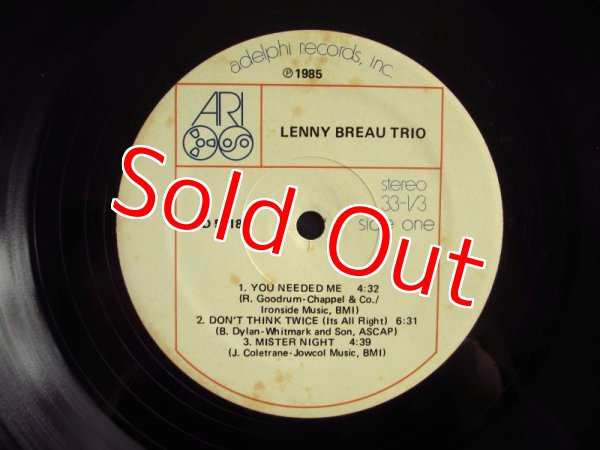 adelphi records, inc.
℗ 1985
ARI
LENNY BREAU TRIO
stereo
33-1/3
side one
Sold Out
1. YOU NEEDED ME 4:32
(R. Goodrum-Chappel & Co./
Ironside Music, BMI)
2. DON'T THINK TWICE (Its All Right) 6:31
(B. Dylan-Whitmark and Son, ASCAP)
3. MISTER NIGHT 4:39
(J. Coletrane-Jowcol Music, BMI)